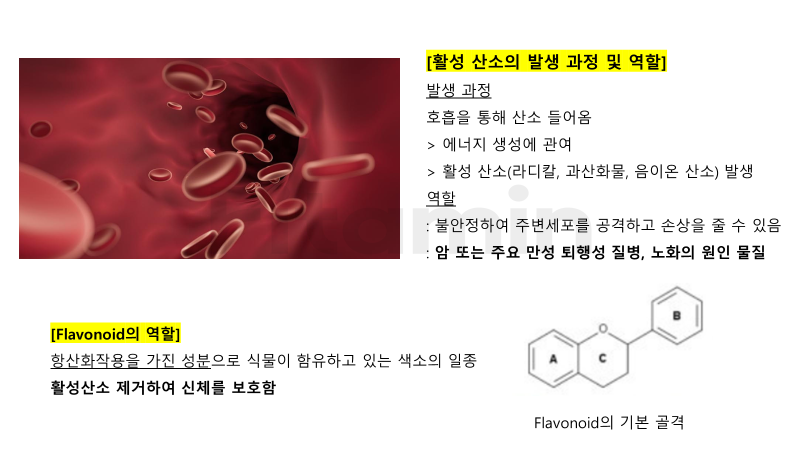 [활성 산소의 발생 과정 및 역할]
발생 과정
호흡을 통해 산소 들어옴
> 에너지 생성에 관여
> 활성 산소(라디칼, 과산화물, 음이온 산소) 발생
역할
: 불안정하여 주변세포를 공격하고 손상을 줄 수 있음
: 암 또는 주요 만성 퇴행성 질병, 노화의 원인 물질
[Flavonoid의 역할]
항산화작용을 가진 성분으로 식물이 함유하고 있는 색소의 일종
활성산소 제거하여 신체를 보호함
O
A
B
C
Flavonoid의 기본 골격